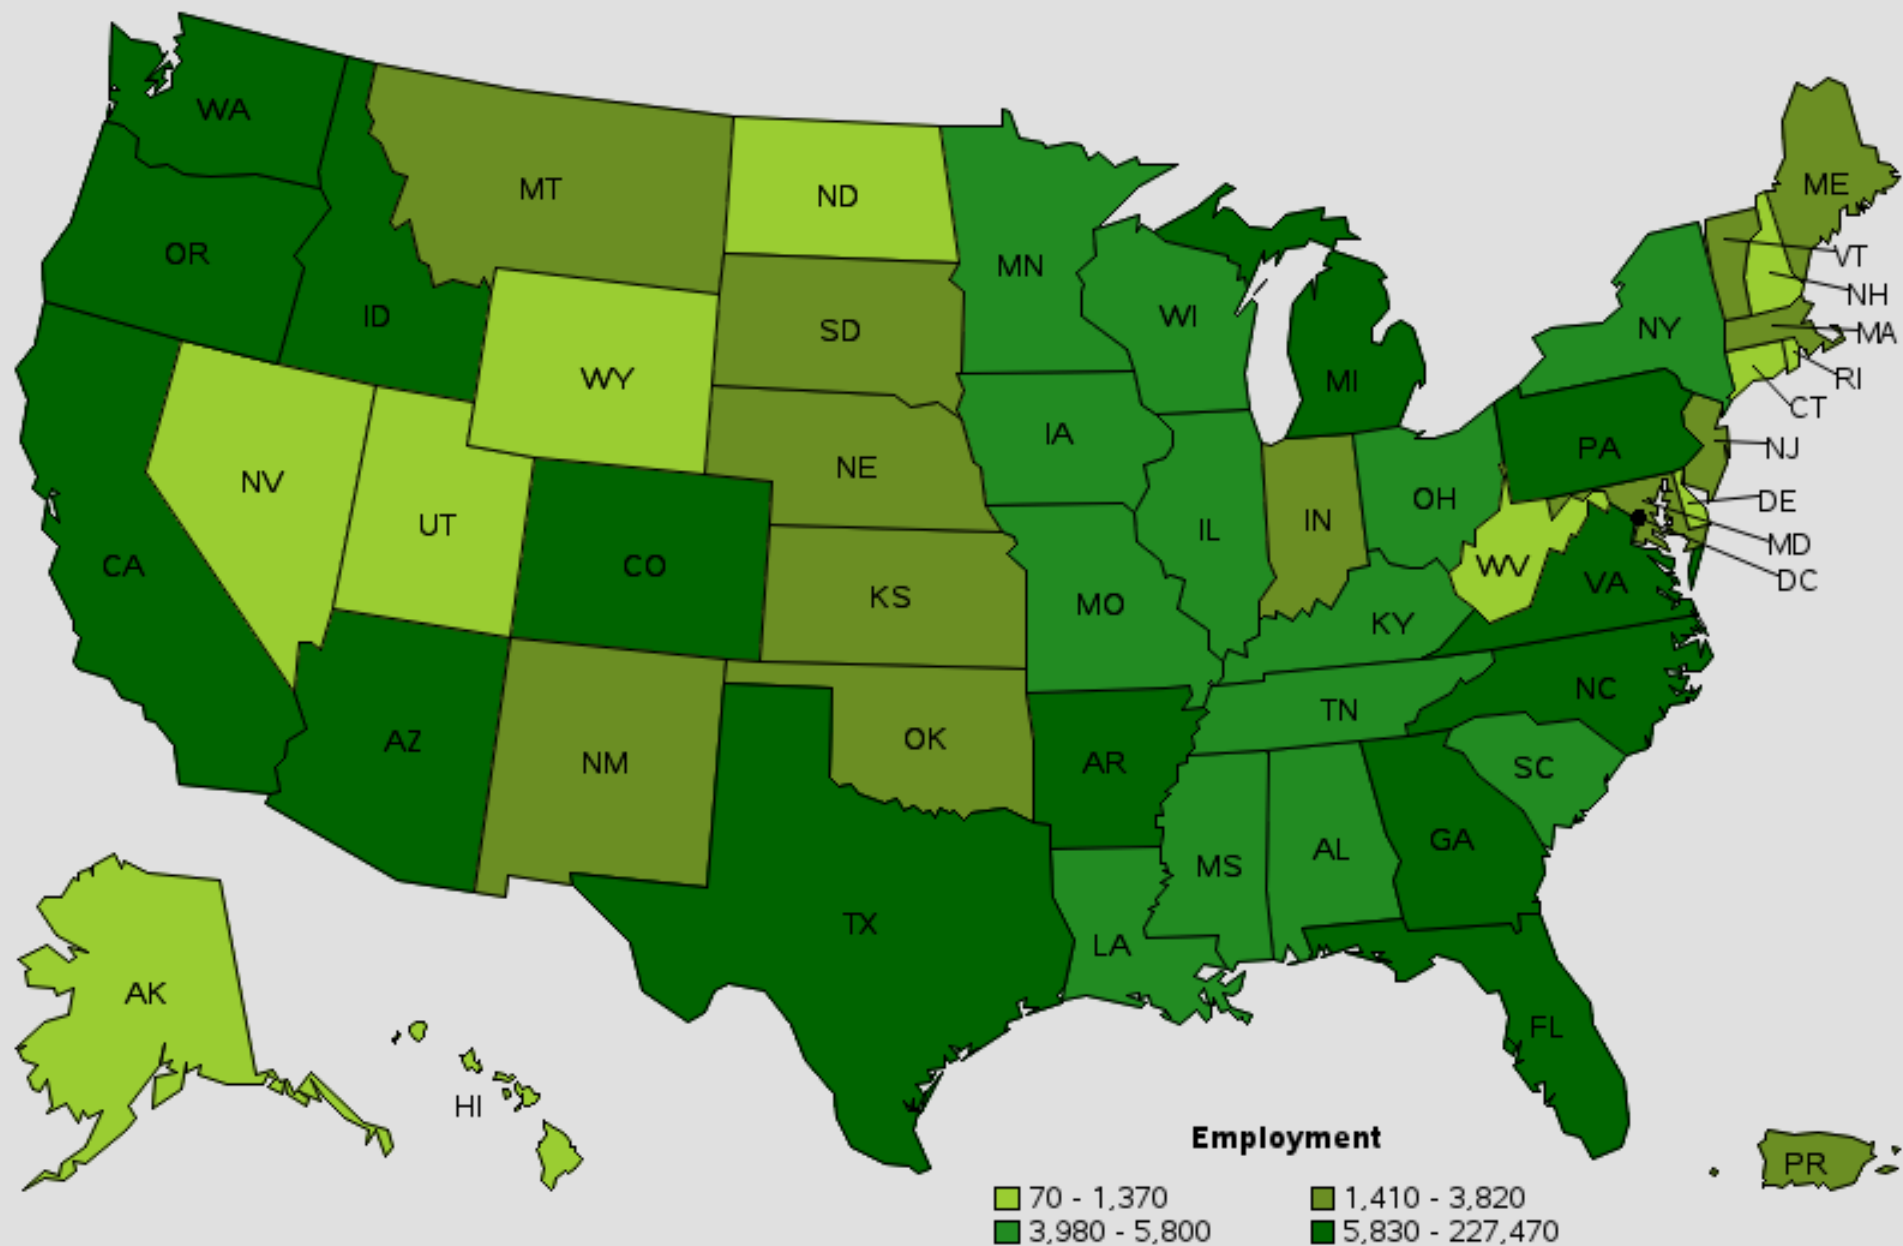 WA
MT
ND
ME
OR
MN
VT
ID
SD
WI
NH
NY
MA
WY
MI
RI
CT
IA
NE
PA
NJ
NV
UT
OH
IN
IL
DE
CA
CO
WV
MD
KS
MO
VA
DC
KY
NC
TN
AZ
OK
NM
AR
SC
GA
AL
MS
TX
LA
AK
FL
HI
Employment
PR
70 - 1,370
1,410 - 3,820
3,980 - 5,800
5,830 - 227,470